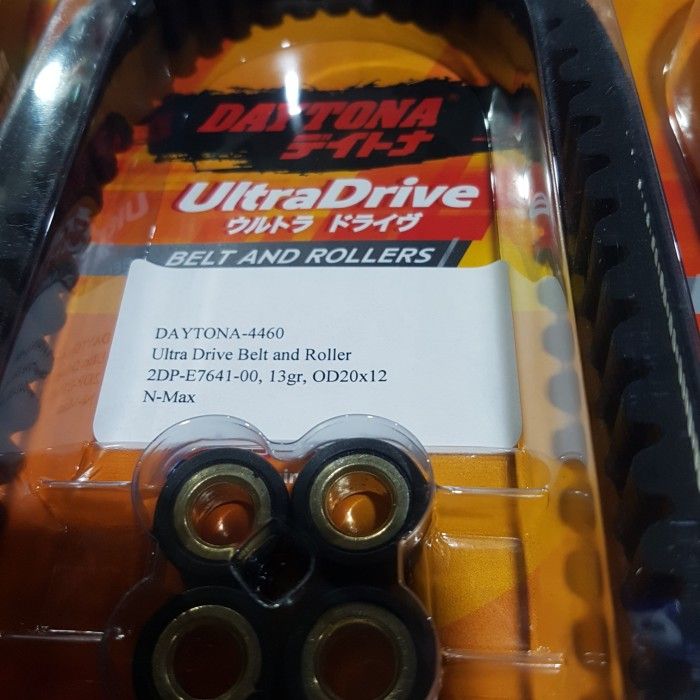 DAYTONA
デイトナ
UltraDrive
ウルトラ ドライヴ
BELT AND ROLLERS
DAYTONA-4460
Ultra Drive Belt and Roller
2DP-E7641-00, 13gr, OD20x12
N-Max